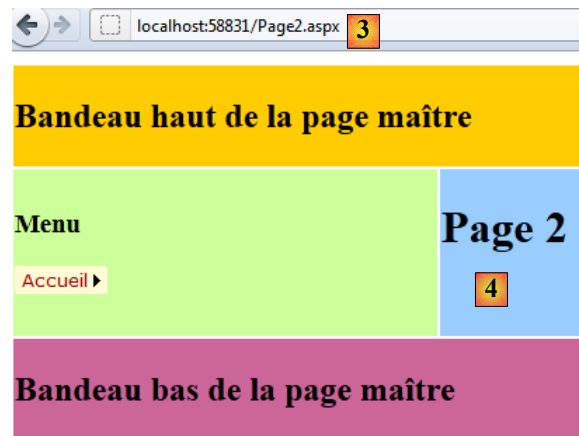 localhost:58831/Page2.aspx 3
Bandeau haut de la page maître
Menu
Page 2
Accueil
4
Bandeau bas de la page maître